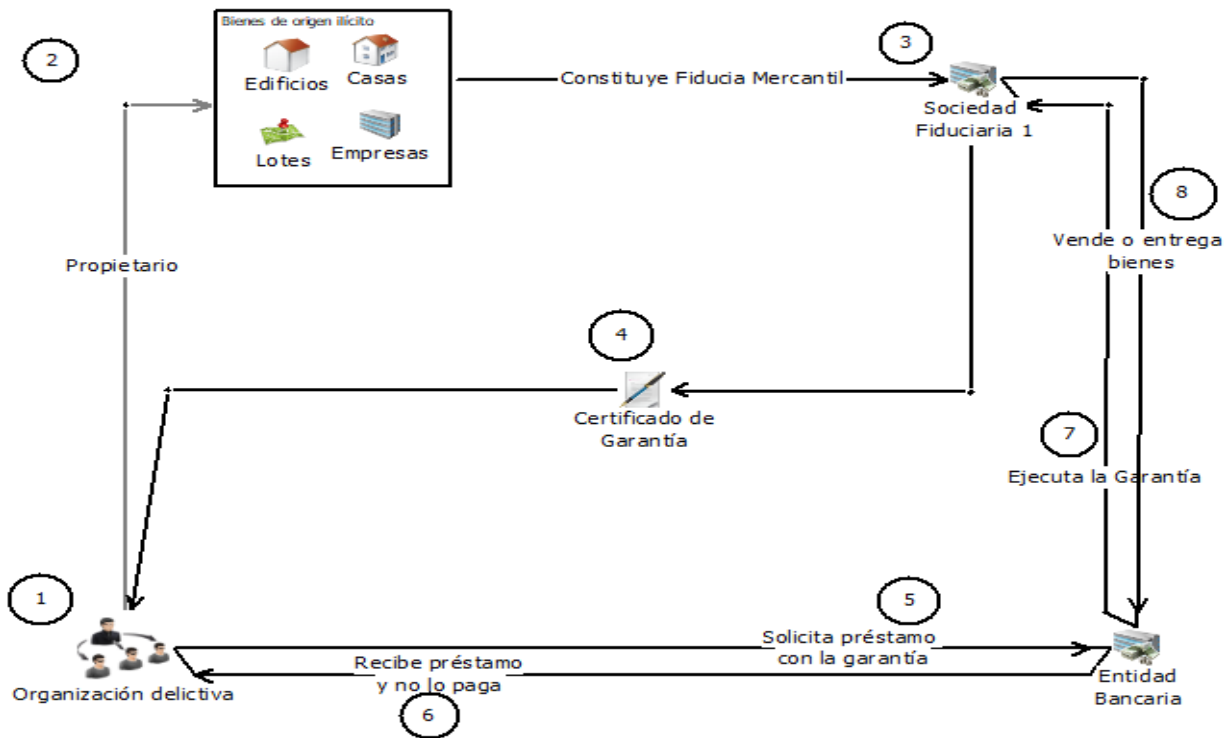 Bienes de origen ilícito
2
3
Edificios
Casas
Constituye Fiducia Mercantil
Sociedad
Fiduciaria 1
Lotes
Empresas
8
Vende o entrega
bienes
Propietario
4
Certificado de
Garantía
7
Ejecuta la Garantía
1
5
Solicita préstamo
con la garantía
Recibe préstamo
y no lo paga
Organización delictiva
Entidad
Bancaria
6